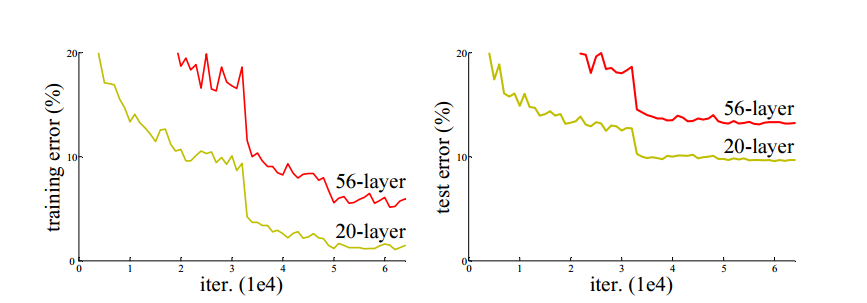 20
10
0
training error (%)
56-layer
20-layer
0 1 2 3 4 5 6
iter. (1e4)
20
10
0
test error (%)
56-layer
20-layer
0 1 2 3 4 5 6
iter. (1e4)